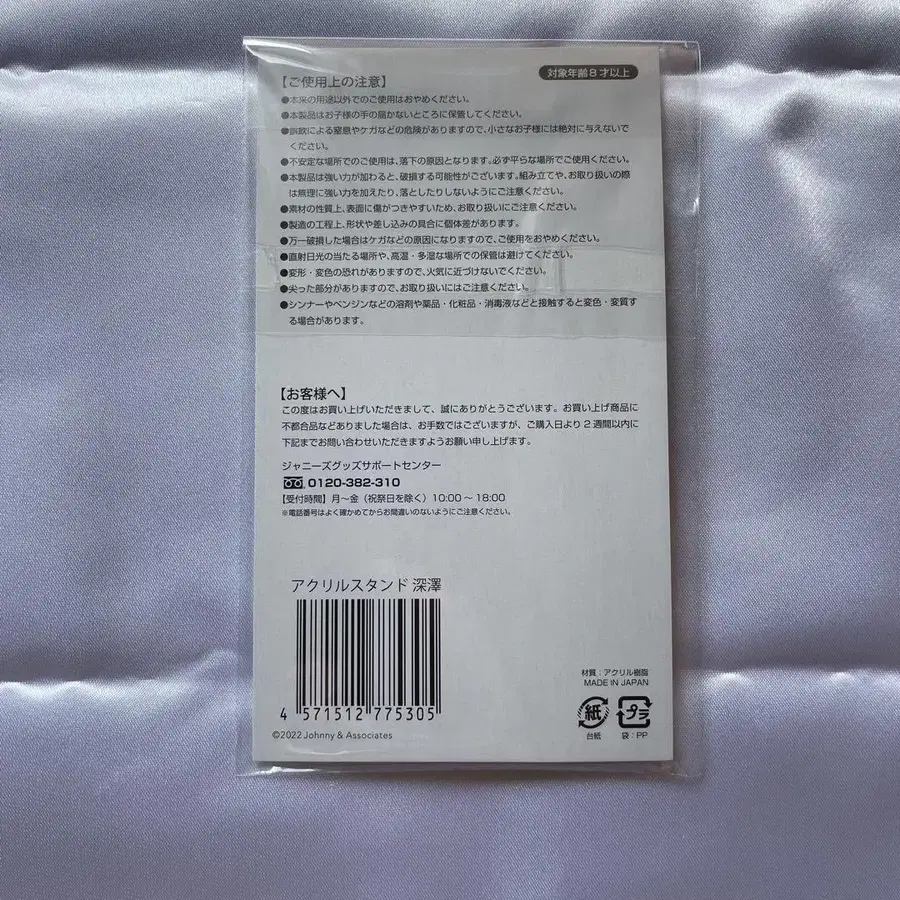 【ご使用上の注意】
対象年齢8才以上
●本来の用途以外でのご使用はおやめください。
●本製品はお子様の手の届かないところに保管してください。
●誤飲による窒息やケガなどの危険がありますので、小さなお子様には絶対に与えないで
ください。
●不安定な場所でのご使用は、落下の原因となります。必ず平らな場所でご使用ください。
●本製品は強い力が加わると、破損する可能性がございます。組み立てや、お取り扱いの際
は無理に強い力を加えたり、落としたりしないようにご注意ください。
●素材の性質上、表面に傷がつきやすいため、お取り扱いにご注意ください。
●製造の工程上、形状や差し込みの具合に個体差があります。
●万一破損した場合はケガなどの原因になりますので、ご使用をおやめください。
●直射日光の当たる場所や、高温・多湿な場所での保管は避けてください。
●変形・変色の恐れがありますので、火気に近づけないでください。
●尖った部分がありますので、お取り扱いにはご注意ください。
●シンナーやベンジンなどの溶剤や薬品・化粧品・消毒液などと接触すると変色・変質す
る場合があります。
【お客様へ】
この度はお買い上げいただきまして、誠にありがとうございます。お買い上げ商品に
不都合品などありました場合は、お手数ではございますが、ご購入日より2週間以内に
下記までお問い合わせいただきますようお願い申し上げます。
ジャニーズグッズサポートセンター
0120-382-310
【受付時間】月〜金（祝祭日を除く）10:00〜18:00
※電話番号はよく確かめてからお間違いのないようにご注意ください。
アクリルスタンド 深澤
4 571512 775305
©2022 Johnny & Associates
材質：アクリル樹脂
MADE IN JAPAN
紙
プラ
台紙
袋：PP